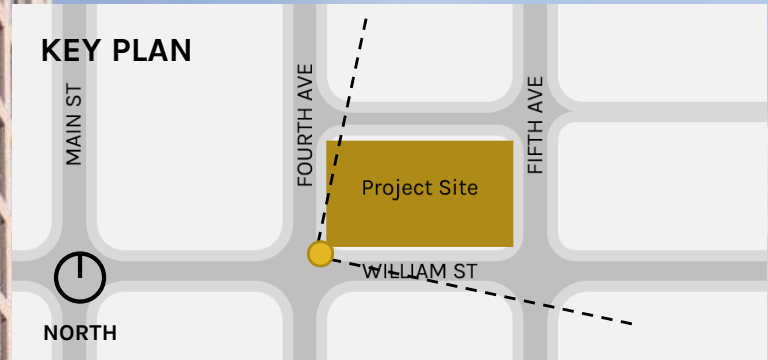 KEY PLAN
MAIN ST
FOURTH AVE
FIFTH AVE
Project Site
WILLIAM ST
NORTH